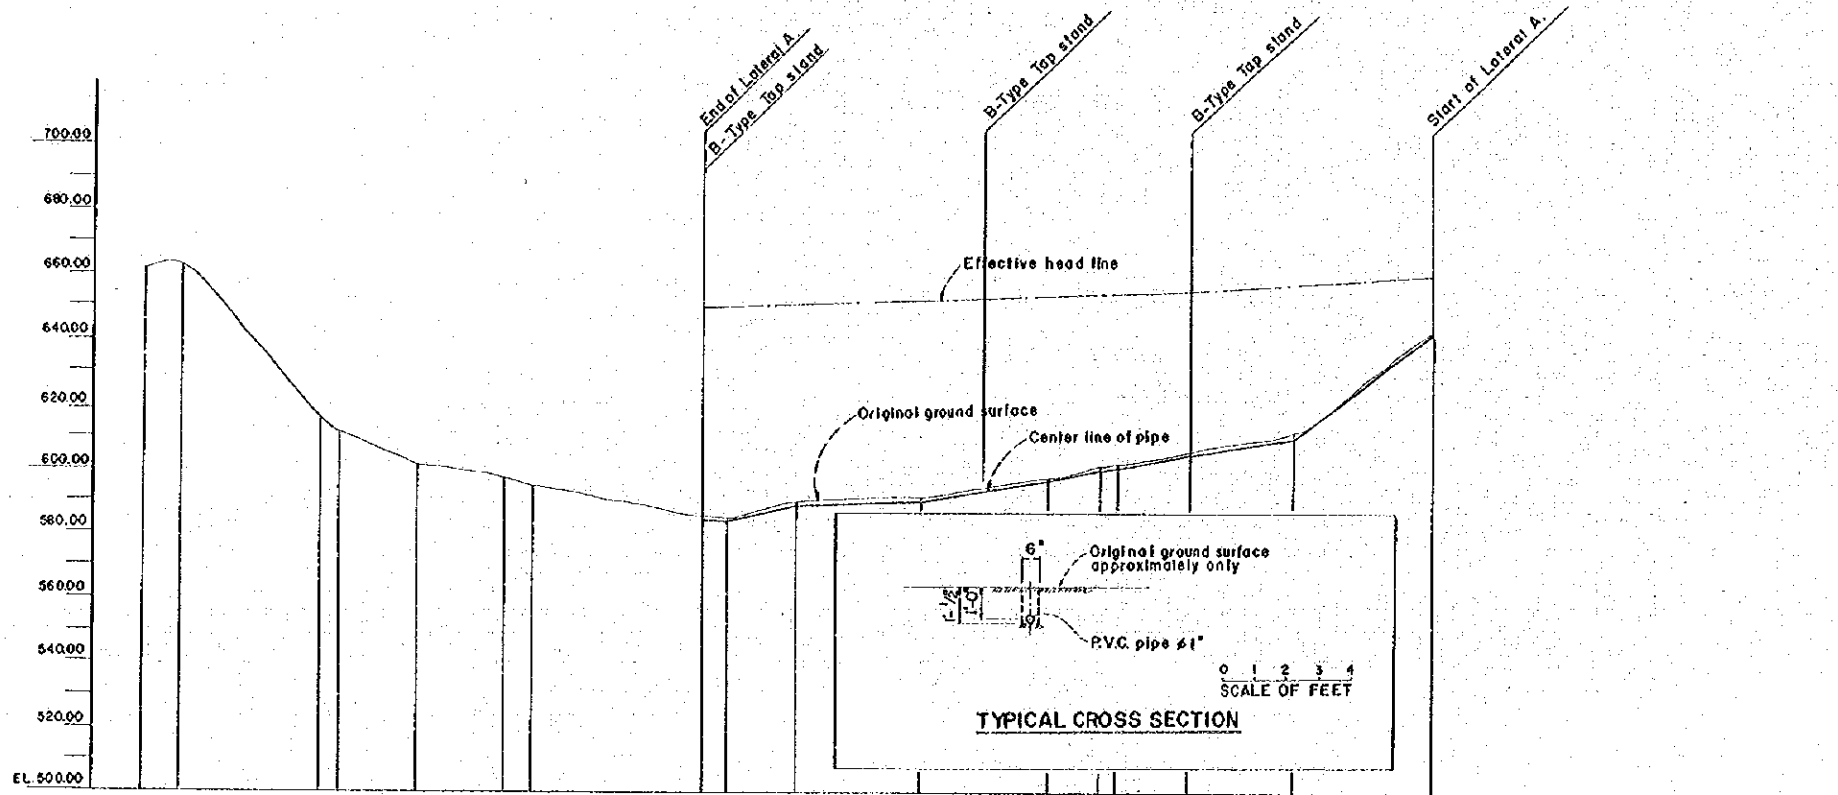 End of Lateral A.
B-Type Tap stand
B-Type Tap stand
B-Type Tap stand
Start of Lateral A.
700.00
680.00
660.00
640.00
620.00
600.00
580.00
560.00
540.00
520.00
EL.500.00
Effective head line
Original ground surface
Center line of pipe
6"
Original ground surface
approximately only
1'-0
P.V.C. pipe ø1"
0 1 2 3 4
SCALE OF FEET
TYPICAL CROSS SECTION